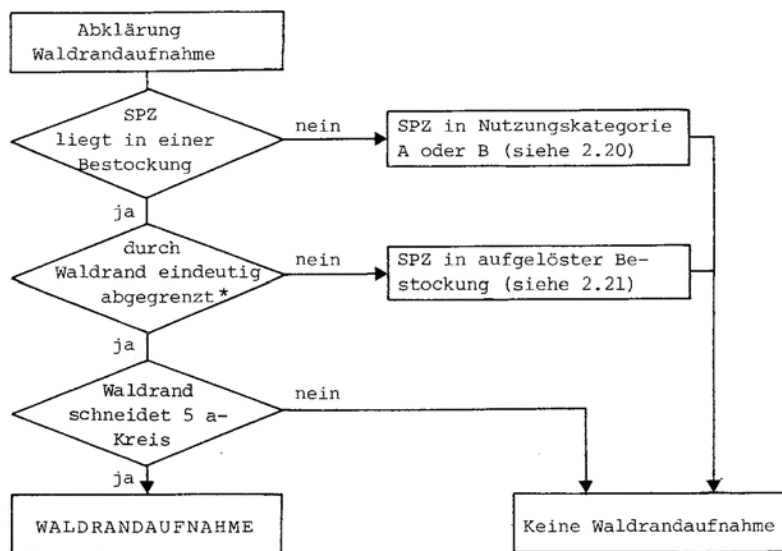 Abklärung
Waldrandaufnahme
SPZ
liegt in einer
Bestockung
nein
SPZ in Nutzungskategorie
A oder B (siehe 2.20)
ja
durch
Waldrand eindeutig
abgegrenzt*
nein
SPZ in aufgelöster Be-
stockung (siehe 2.21)
ja
Waldrand
schneidet 5 a-
Kreis
nein
ja
WALDRANDAUFNAHME
Keine Waldrandaufnahme